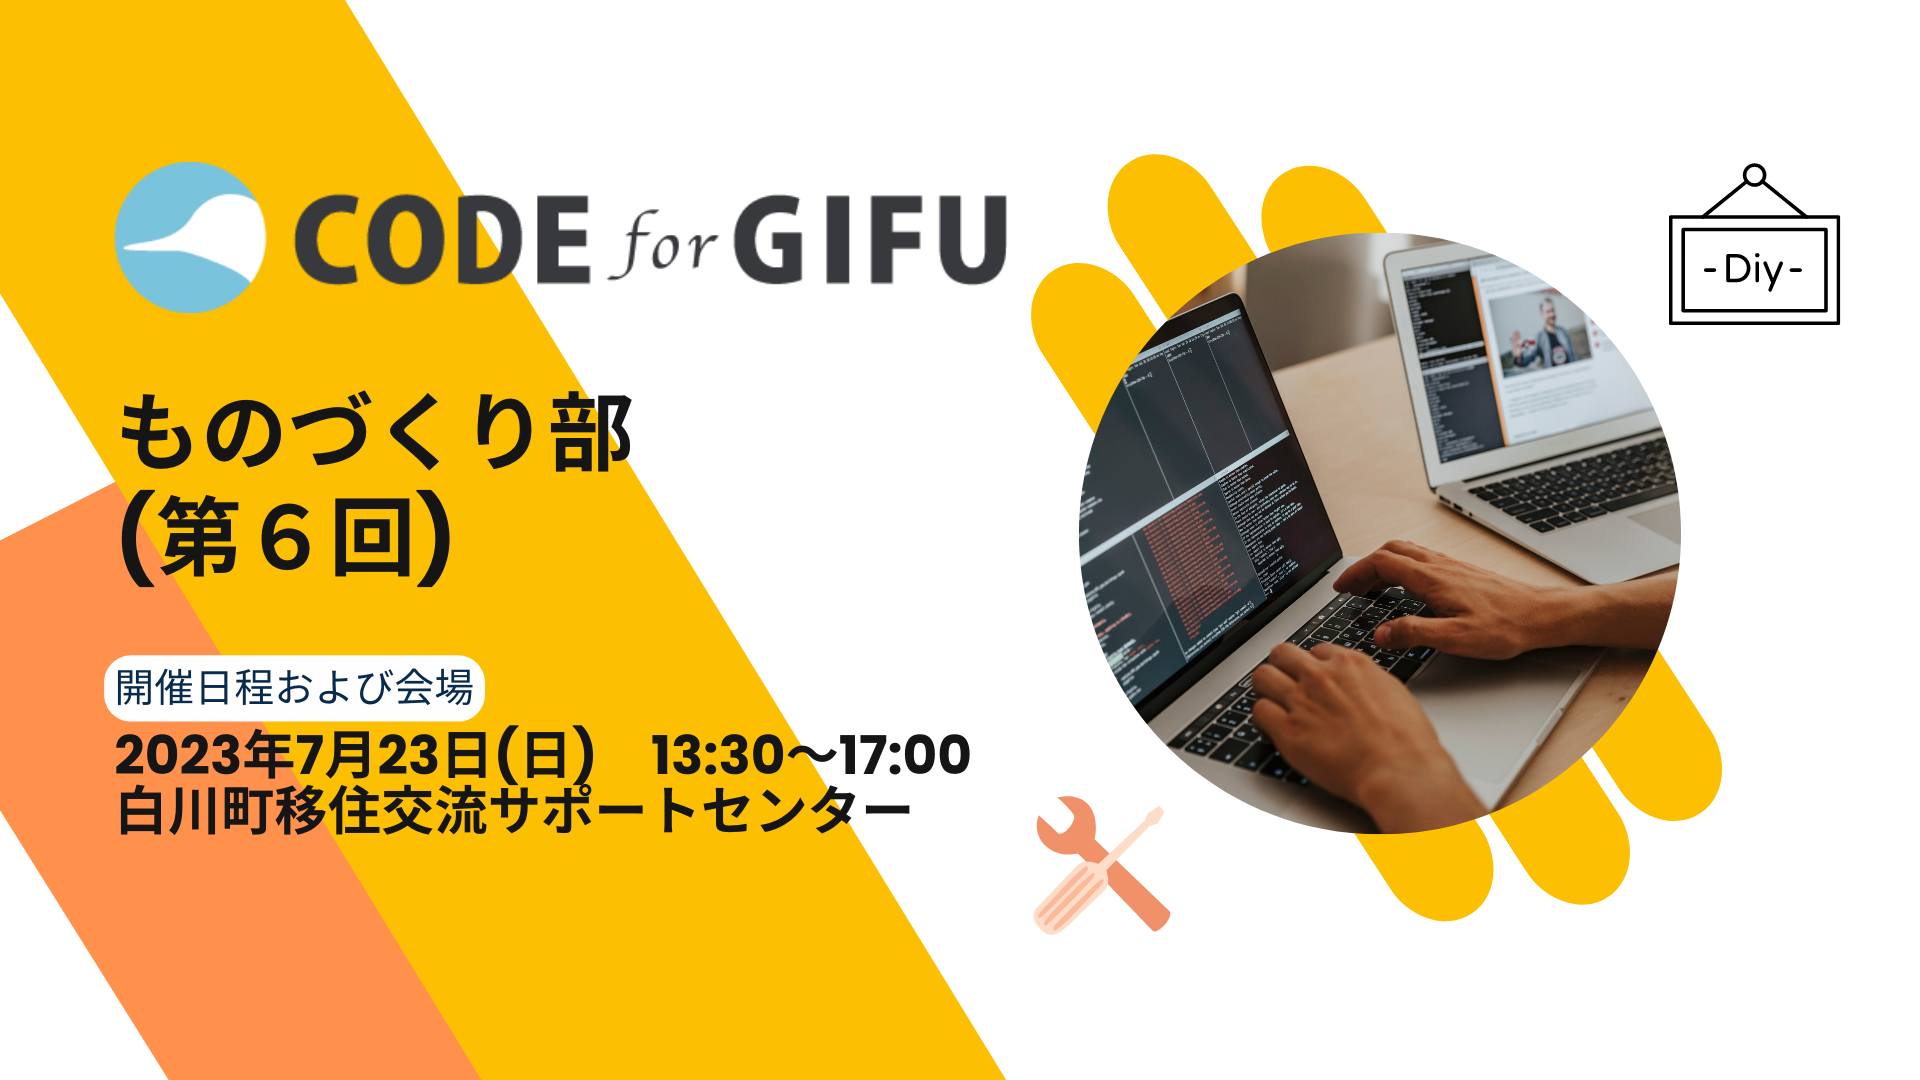 CODE for GIFU
-Diy-
ものづくり部
(第６回)
開催日程および会場
2023年7月23日(日)　13:30〜17:00
白川町移住交流サポートセンター